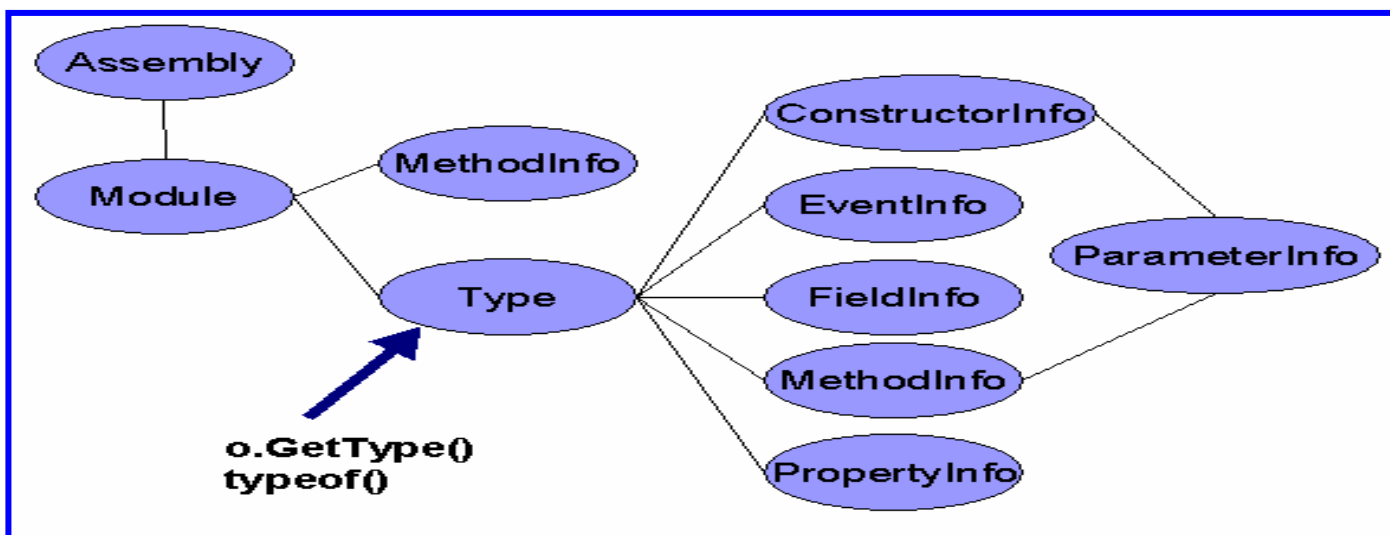 Assembly
Module
MethodInfo
Type
o.GetType()
typeof()
ConstructorInfo
EventInfo
FieldInfo
MethodInfo
PropertyInfo
ParameterInfo